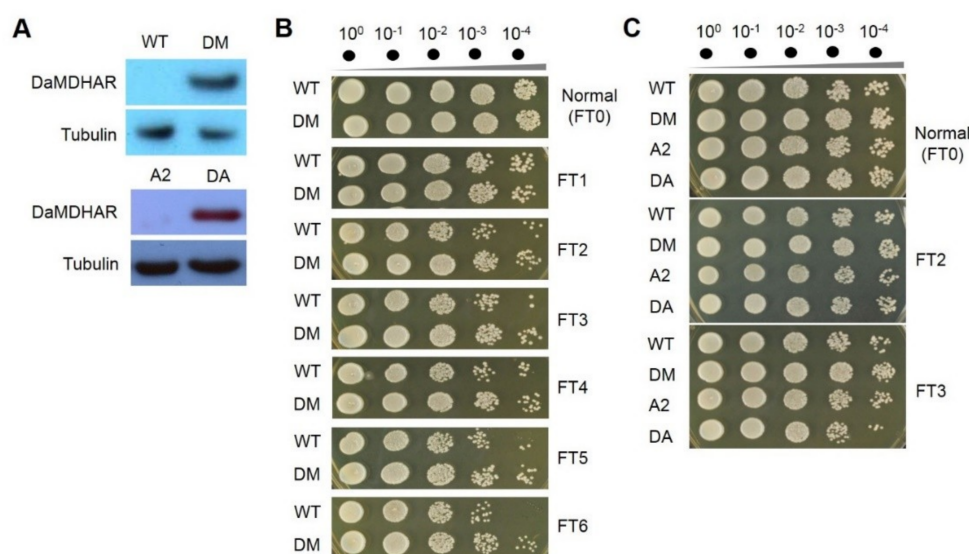 A
WT DM
DaMDHAR
Tubulin
A2 DA
DaMDHAR
Tubulin
B
10⁰ 10⁻¹ 10⁻² 10⁻³ 10⁻⁴
WT
DM
Normal
(FT0)
WT
DM
FT1
WT
DM
FT2
WT
DM
FT3
WT
DM
FT4
WT
DM
FT5
WT
DM
FT6
C
10⁰ 10⁻¹ 10⁻² 10⁻³ 10⁻⁴
WT
DM
A2
DA
Normal
(FT0)
WT
DM
A2
DA
FT2
WT
DM
A2
DA
FT3